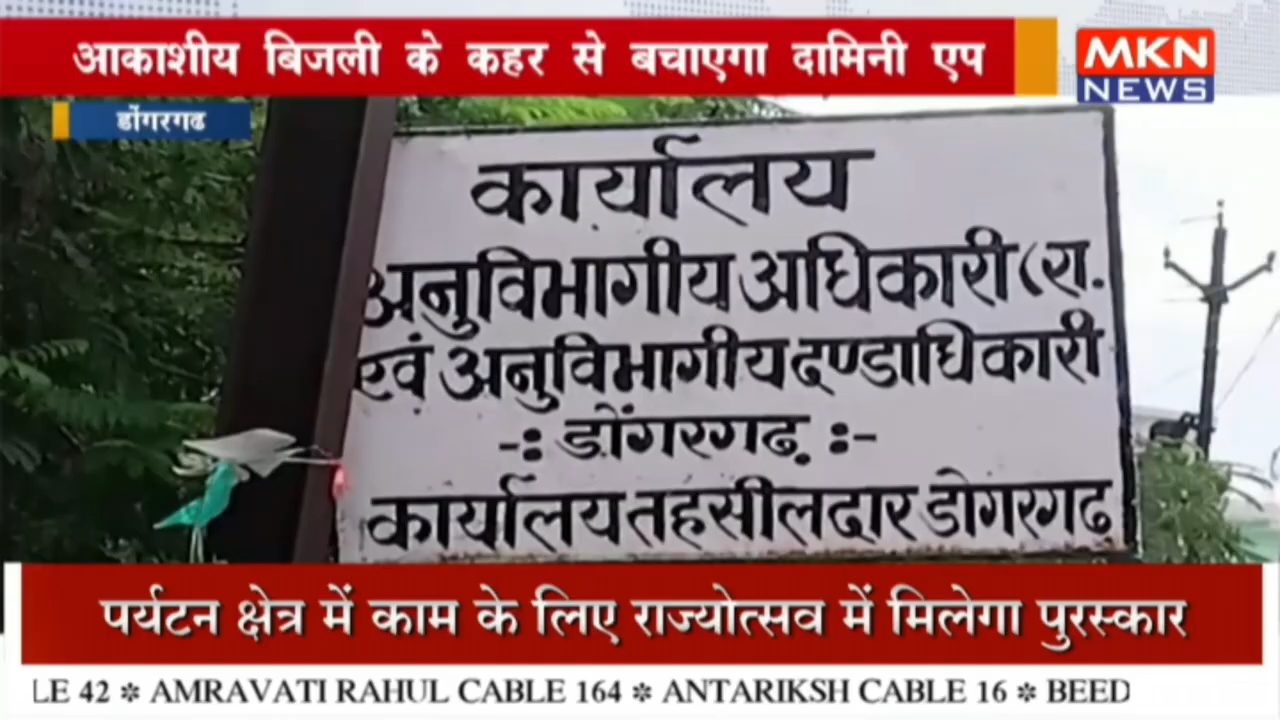 आकाशीय बिजली के कहर से बचाएगा दामिनी एप
MKN
NEWS
डोंगरगढ
कार्यालय
अनुविभागीय अधिकारी (रा.
एवं अनुविभागीय दण्डाधिकारी
-: डोंगरगढ़ :-
कार्यालय तहसीलदार डोगरगढ
पर्यटन क्षेत्र में काम के लिए राज्योत्सव में मिलेगा पुरस्कार
LE 42 * AMRAVATI RAHUL CABLE 164 * ANTARIKSH CABLE 16 * BEED